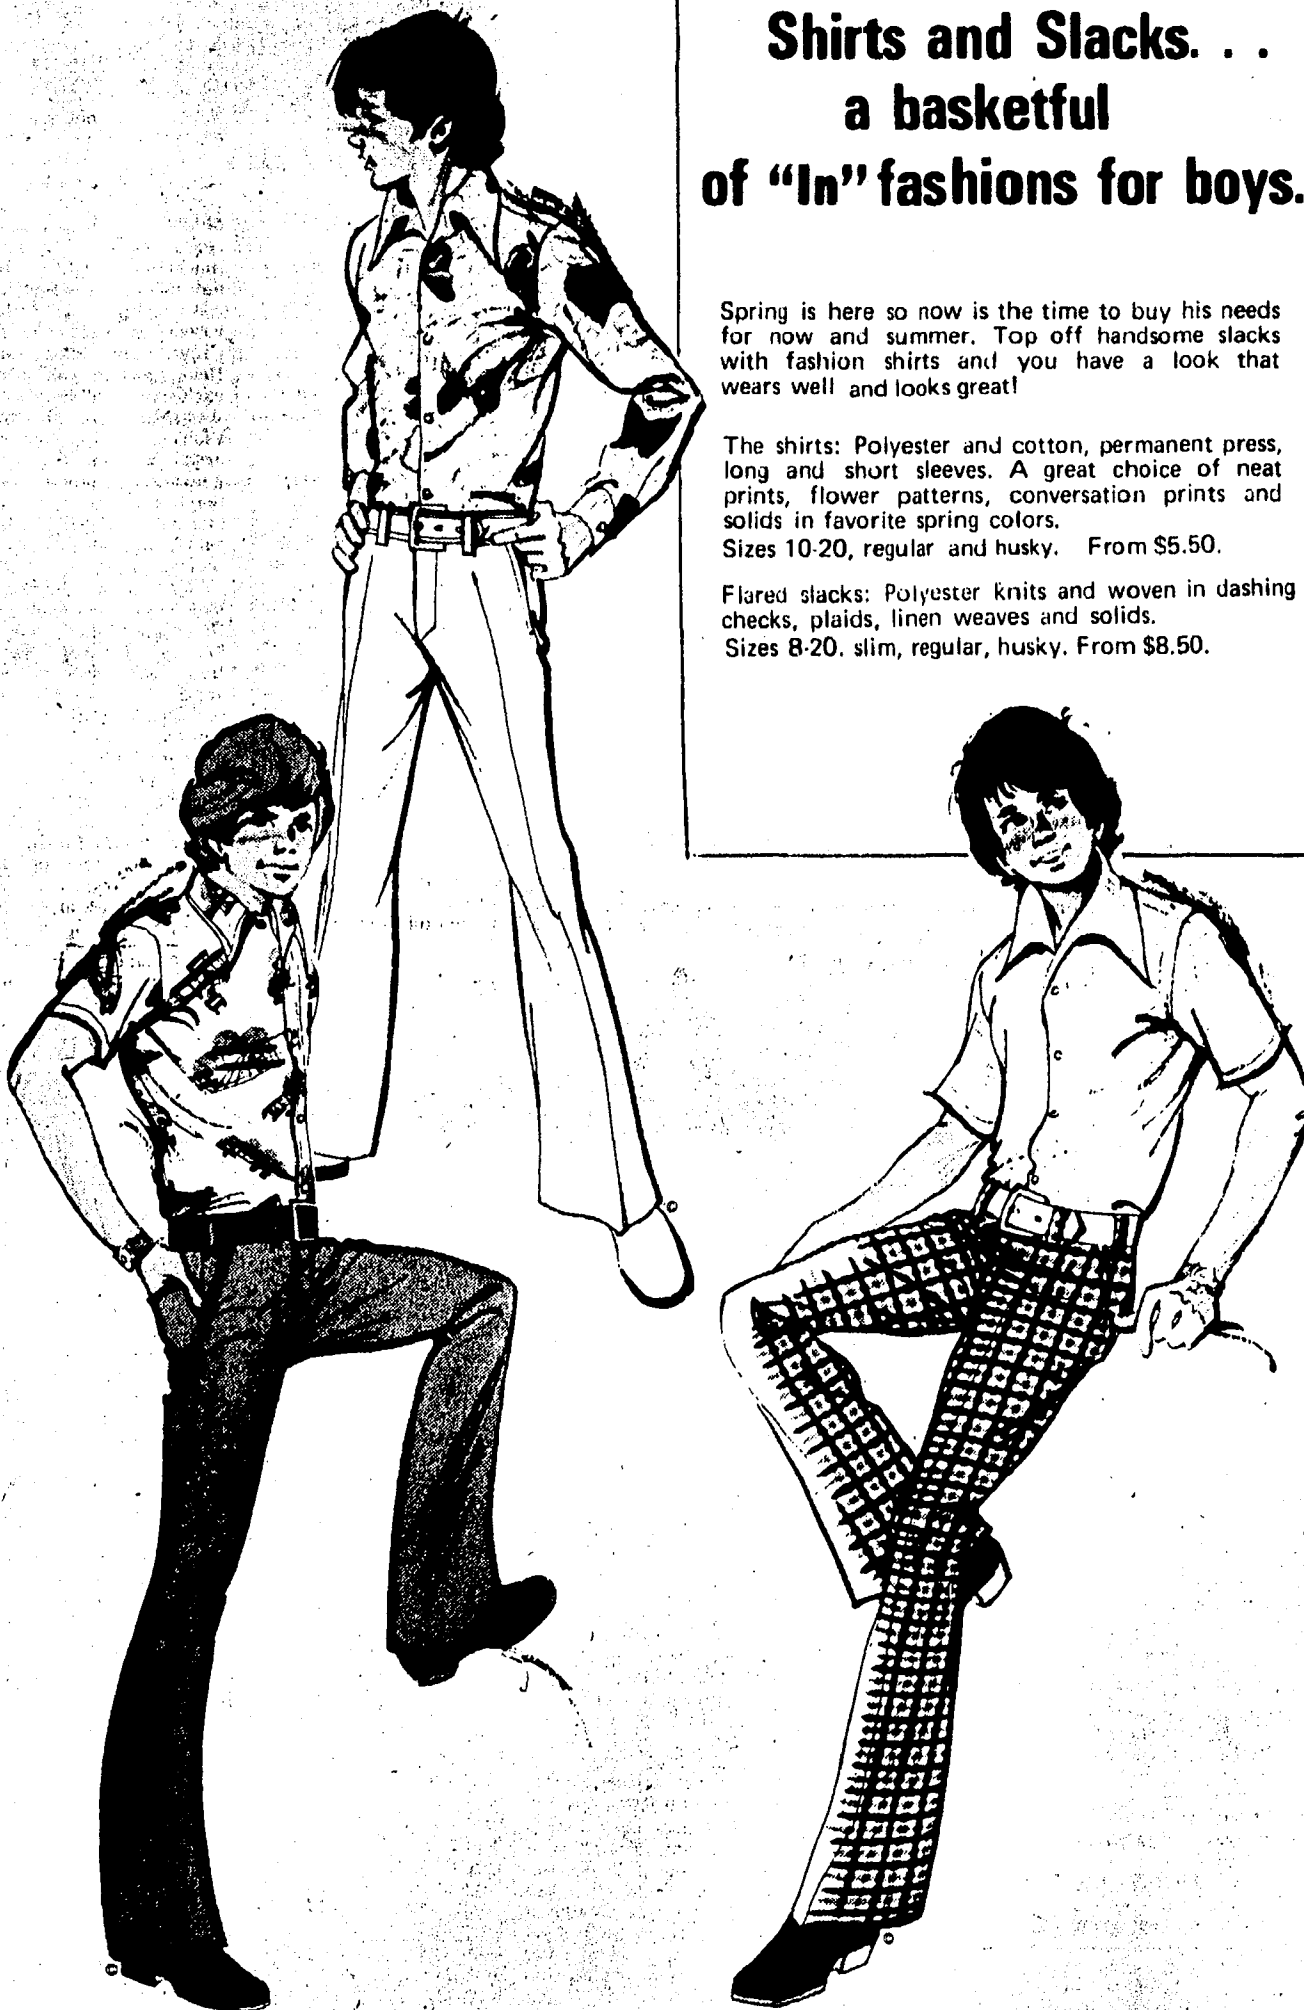 Shirts and Slacks. . .
a basketful
of “In” fashions for boys.
Spring is here so now is the time to buy his needs
for now and summer. Top off handsome slacks
with fashion shirts and you have a look that
wears well and looks great!
The shirts: Polyester and cotton, permanent press,
long and short sleeves. A great choice of neat
prints, flower patterns, conversation prints and
solids in favorite spring colors.
Sizes 10-20, regular and husky. From $5.50.
Flared slacks: Polyester knits and woven in dashing
checks, plaids, linen weaves and solids.
Sizes 8-20. slim, regular, husky. From $8.50.
©
©
©